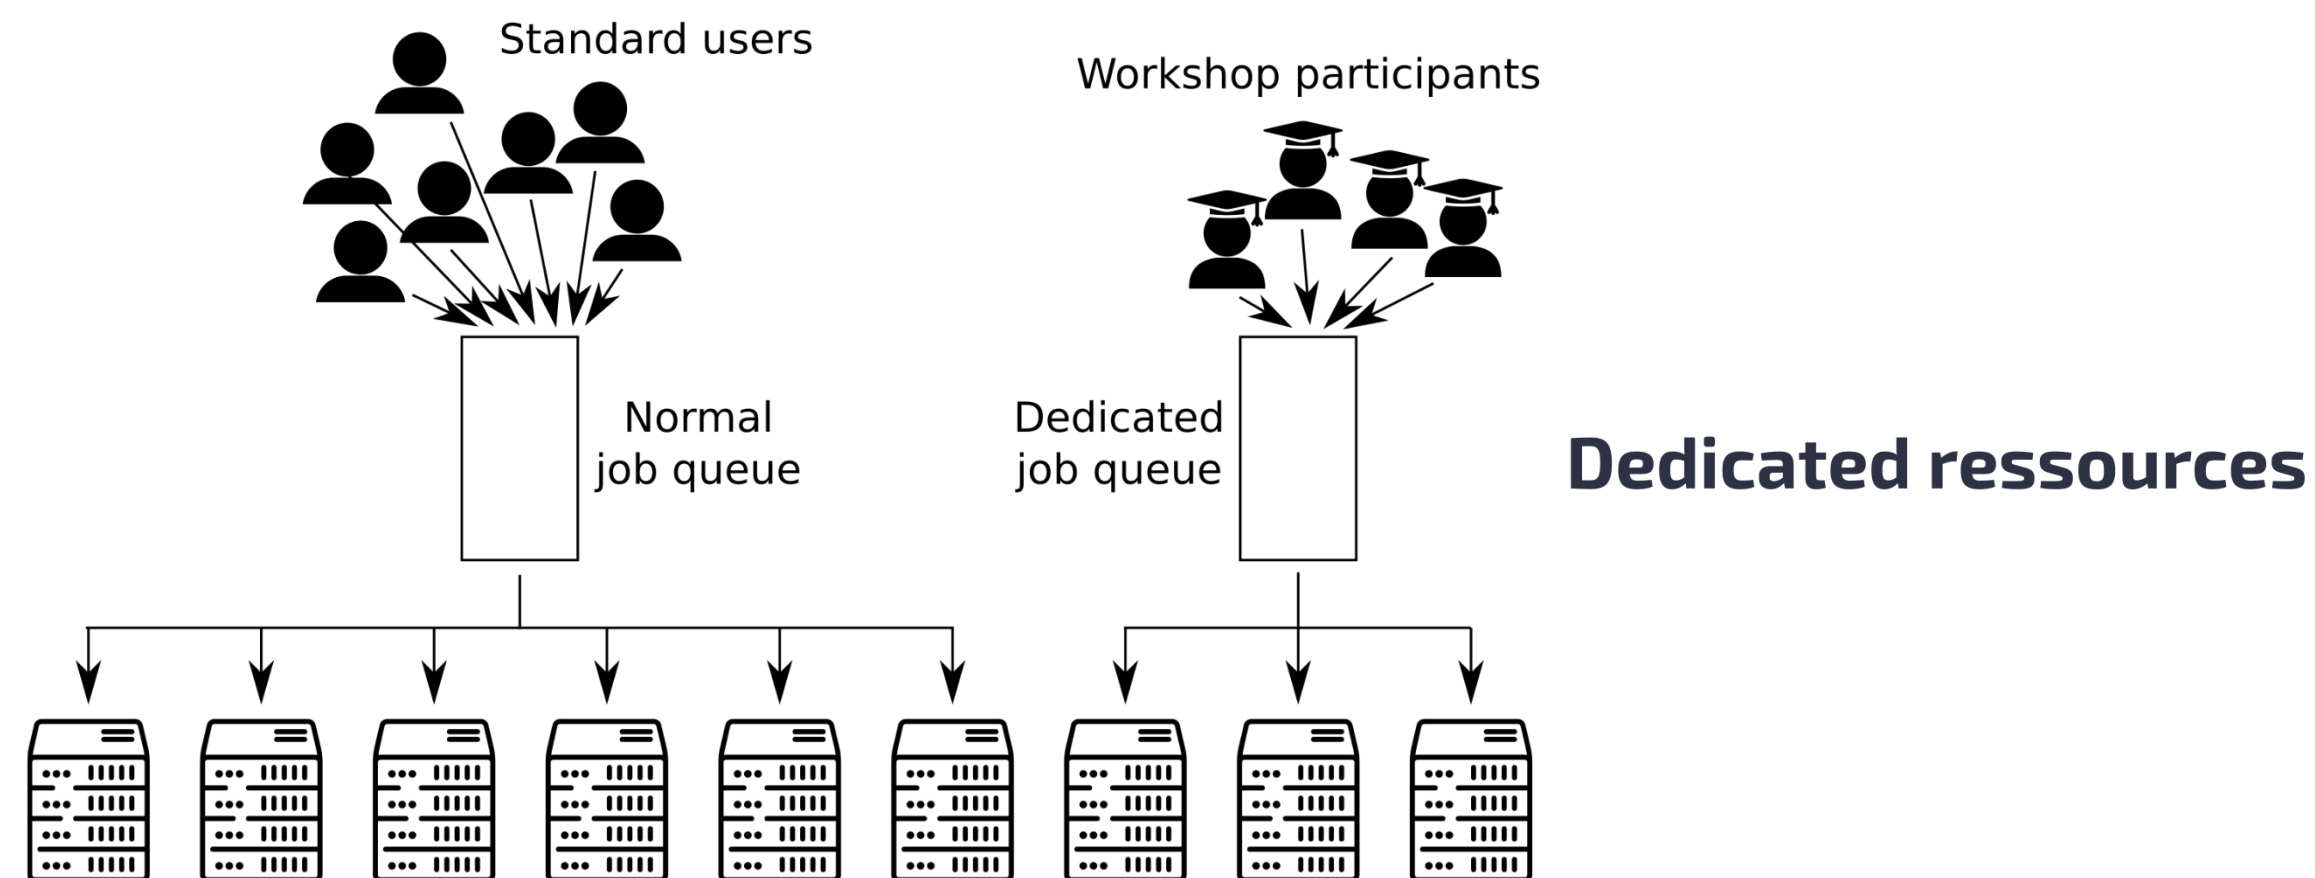 Standard users
Workshop participants
Normal
job queue
Dedicated
job queue
Dedicated ressources